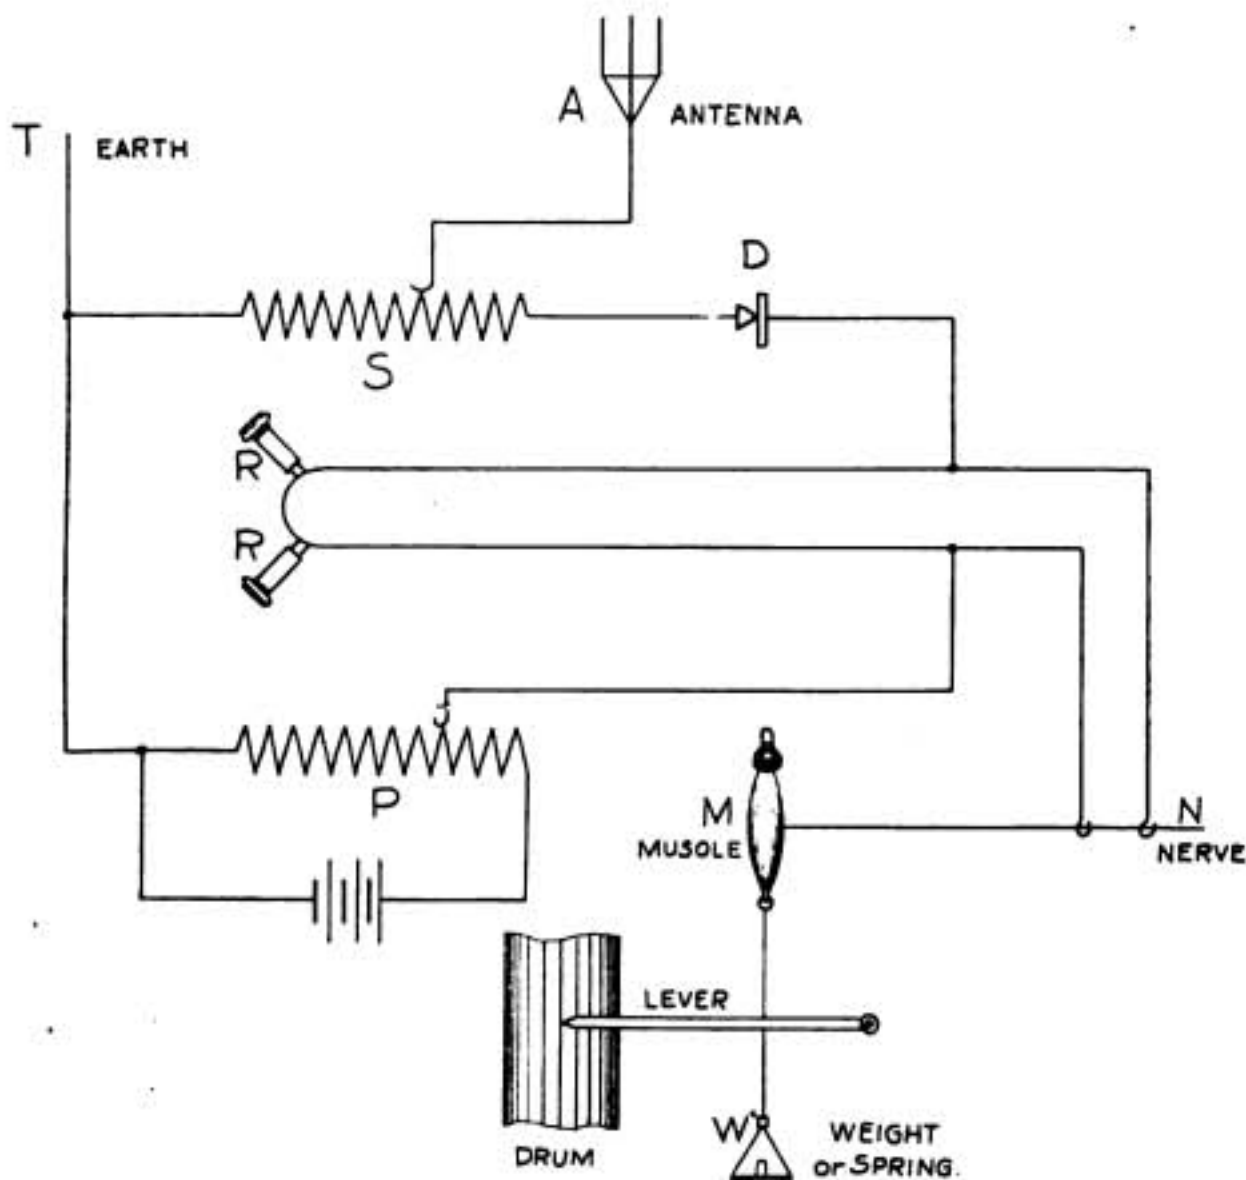 A ANTENNA
T EARTH
D
S
R
R
P
M
MUSOLE
N
NERVE
LEVER
W
WEIGHT
or SPRING.
DRUM